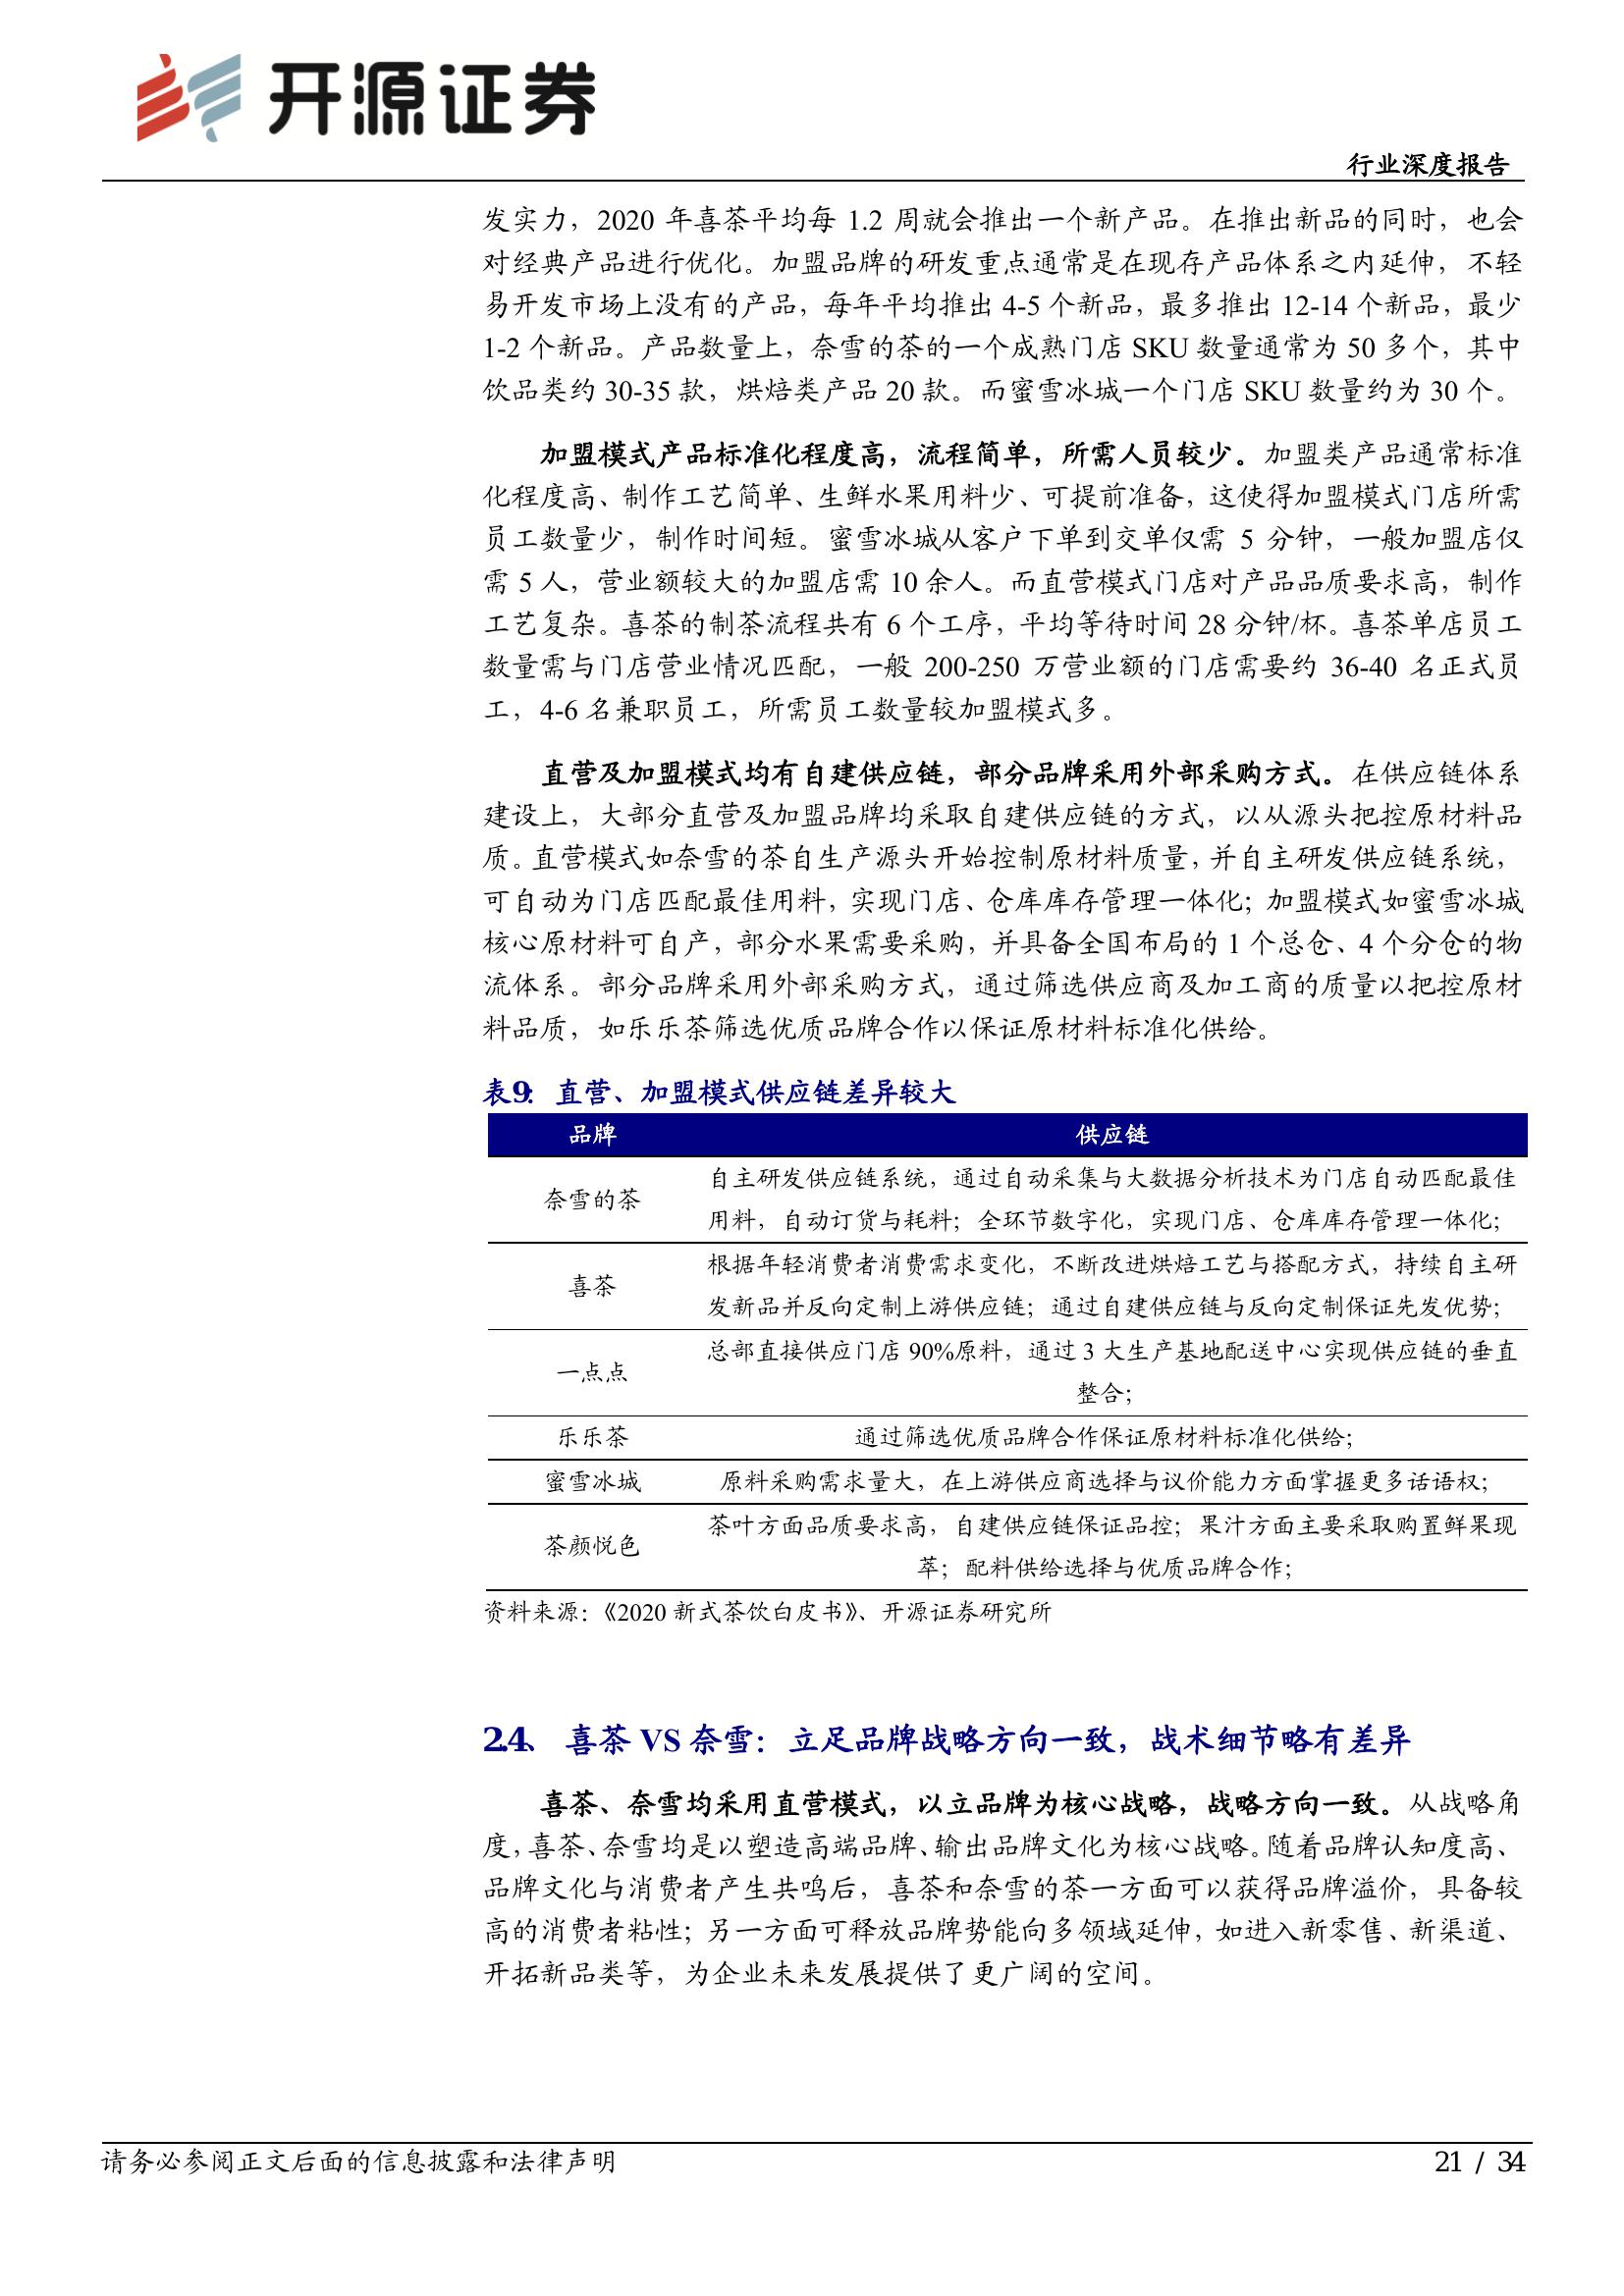 开源证券
行业深度报告
发实力，2020 年喜茶平均每 1.2 周就会推出一个新产品。在推出新品的同时，也会
对经典产品进行优化。加盟品牌的研发重点通常是在现存产品体系之内延伸，不轻
易开发市场上没有的产品，每年平均推出 4-5 个新品，最多推出 12-14 个新品，最少
1-2 个新品。产品数量上，奈雪的茶的一个成熟门店 SKU 数量通常为 50 多个，其中
饮品类约 30-35 款，烘焙类产品 20 款。而蜜雪冰城一个门店 SKU 数量约为 30 个。
加盟模式产品标准化程度高，流程简单，所需人员较少。加盟类产品通常标准
化程度高、制作工艺简单、生鲜水果用料少、可提前准备，这使得加盟模式门店所需
员工数量少，制作时间短。蜜雪冰城从客户下单到交单仅需 5 分钟，一般加盟店仅
需 5 人，营业额较大的加盟店需 10 余人。而直营模式门店对产品品质要求高，制作
工艺复杂。喜茶的制茶流程共有 6 个工序，平均等待时间 28 分钟/杯。喜茶单店员工
数量需与门店营业情况匹配，一般 200-250 万营业额的门店需要约 36-40 名正式员
工，4-6 名兼职员工，所需员工数量较加盟模式多。
直营及加盟模式均有自建供应链，部分品牌采用外部采购方式。在供应链体系
建设上，大部分直营及加盟品牌均采取自建供应链的方式，以从源头把控原材料品
质。直营模式如奈雪的茶自生产源头开始控制原材料质量，并自主研发供应链系统，
可自动为门店匹配最佳用料，实现门店、仓库库存管理一体化；加盟模式如蜜雪冰城
核心原材料可自产，部分水果需要采购，并具备全国布局的 1 个总仓、4 个分仓的物
流体系。部分品牌采用外部采购方式，通过筛选供应商及加工商的质量以把控原材
料品质，如乐乐茶筛选优质品牌合作以保证原材料标准化供给。
表9：直营、加盟模式供应链差异较大
品牌 供应链
奈雪的茶 自主研发供应链系统，通过自动采集与大数据分析技术为门店自动匹配最佳
用料，自动订货与耗料；全环节数字化，实现门店、仓库库存管理一体化；
喜茶 根据年轻消费者消费需求变化，不断改进烘焙工艺与搭配方式，持续自主研
发新品并反向定制上游供应链；通过自建供应链与反向定制保证先发优势；
一点点 总部直接供应门店 90%原料，通过 3 大生产基地配送中心实现供应链的垂直
整合；
乐乐茶 通过筛选优质品牌合作保证原材料标准化供给；
蜜雪冰城 原料采购需求量大，在上游供应商选择与议价能力方面掌握更多话语权；
茶颜悦色 茶叶方面品质要求高，自建供应链保证品控；果汁方面主要采取购置鲜果现
萃；配料供给选择与优质品牌合作；
资料来源：《2020 新式茶饮白皮书》、开源证券研究所
2.4、 喜茶 VS 奈雪：立足品牌战略方向一致，战术细节略有差异
喜茶、奈雪均采用直营模式，以立品牌为核心战略，战略方向一致。从战略角
度，喜茶、奈雪均是以塑造高端品牌、输出品牌文化为核心战略。随着品牌认知度高、
品牌文化与消费者产生共鸣后，喜茶和奈雪的茶一方面可以获得品牌溢价，具备较
高的消费者粘性；另一方面可释放品牌势能向多领域延伸，如进入新零售、新渠道、
开拓新品类等，为企业未来发展提供了更广阔的空间。
请务必参阅正文后面的信息披露和法律声明
21 / 34